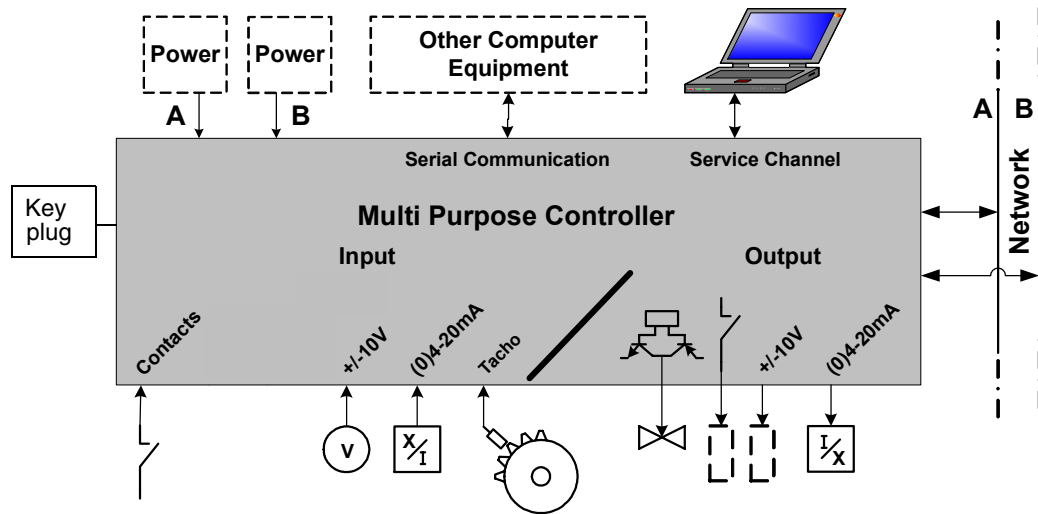 Power
Power
Other Computer
Equipment
A
B
A
B
Serial Communication
Service Channel
Key
plug
Multi Purpose Controller
Network
Input
Output
Contacts
+/-10V
(0)4-20mA
Tacho
+/-10V
(0)4-20mA
V
X/I
I/X